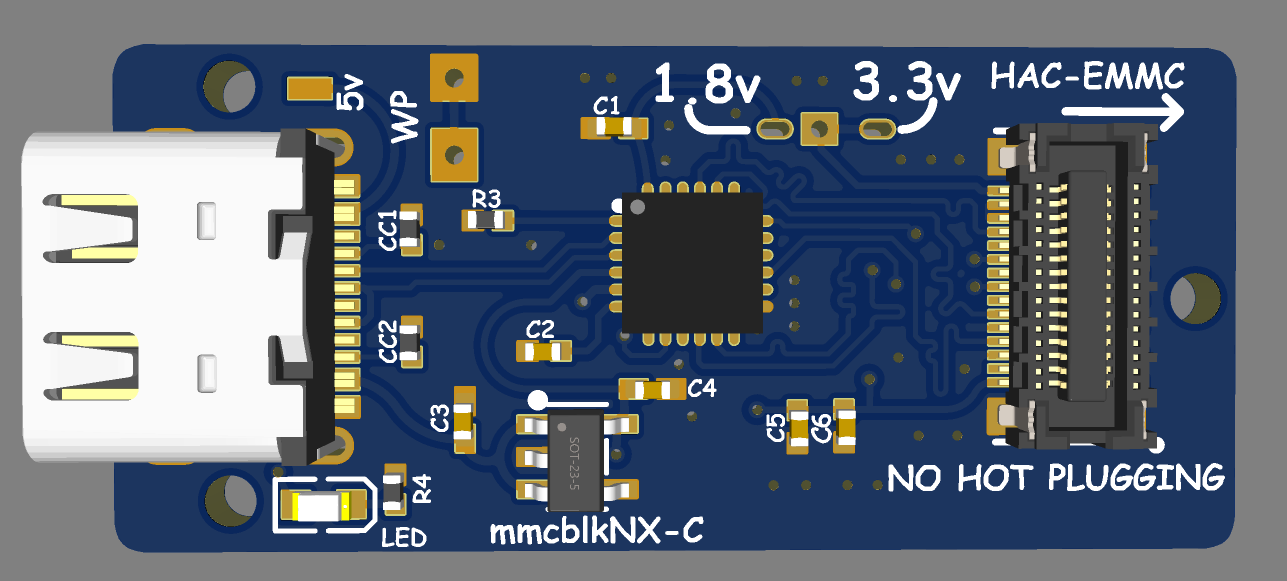 5v
WP
C1
1.8v
3.3v
HAC-EMMC
R3
CC1
CC2
C2
C4
C3
C5
C6
SOT-23-5
R4
LED
mmcblkNX-C
NO HOT PLUGGING